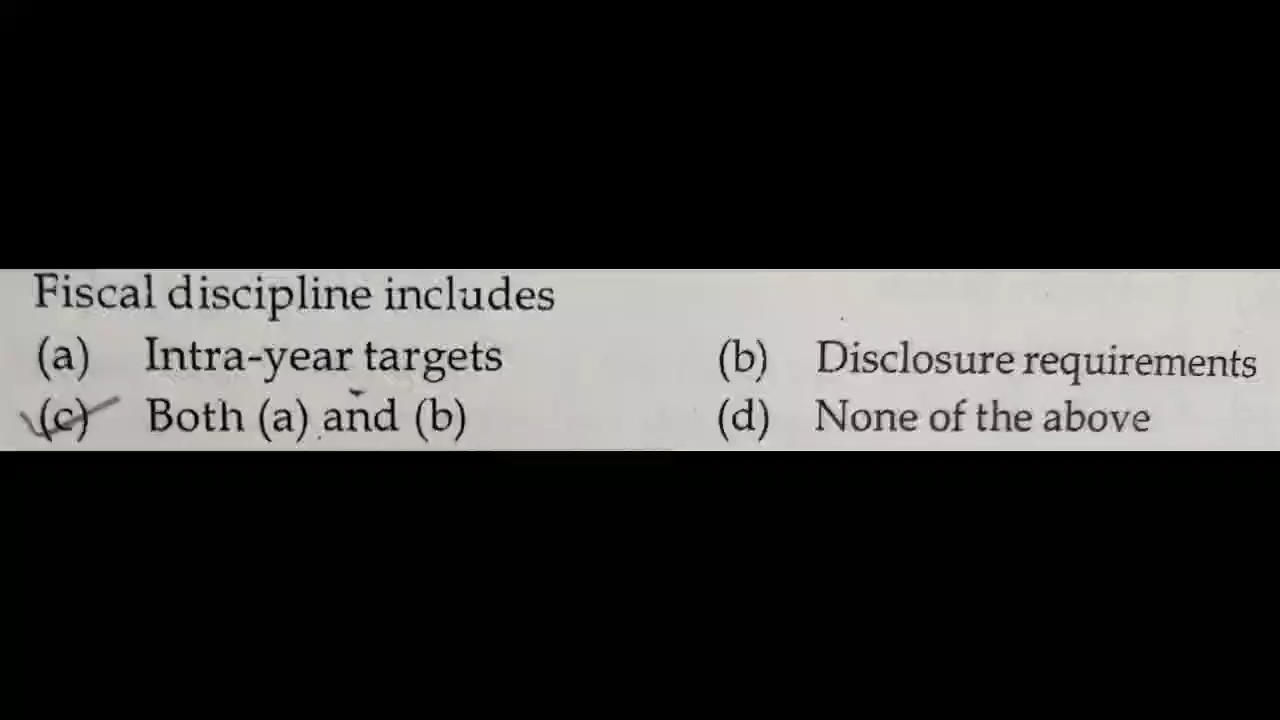 Fiscal discipline includes
(a) Intra-year targets (b) Disclosure requirements
(c) Both (a) and (b) (d) None of the above